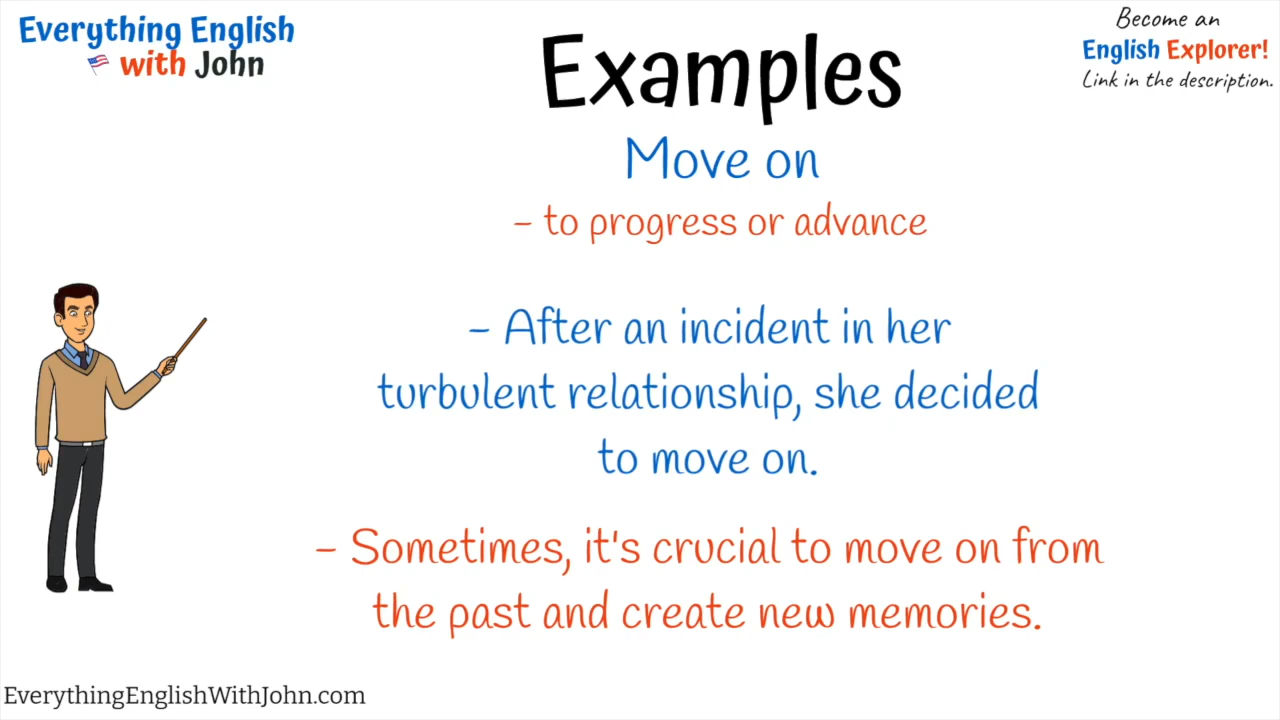 Everything English
with John
Become an
English Explorer!
Link in the description.
Examples
Move on
- to progress or advance
- After an incident in her
turbulent relationship, she decided
to move on.
- Sometimes, it's crucial to move on from
the past and create new memories.
EverythingEnglishWithJohn.com